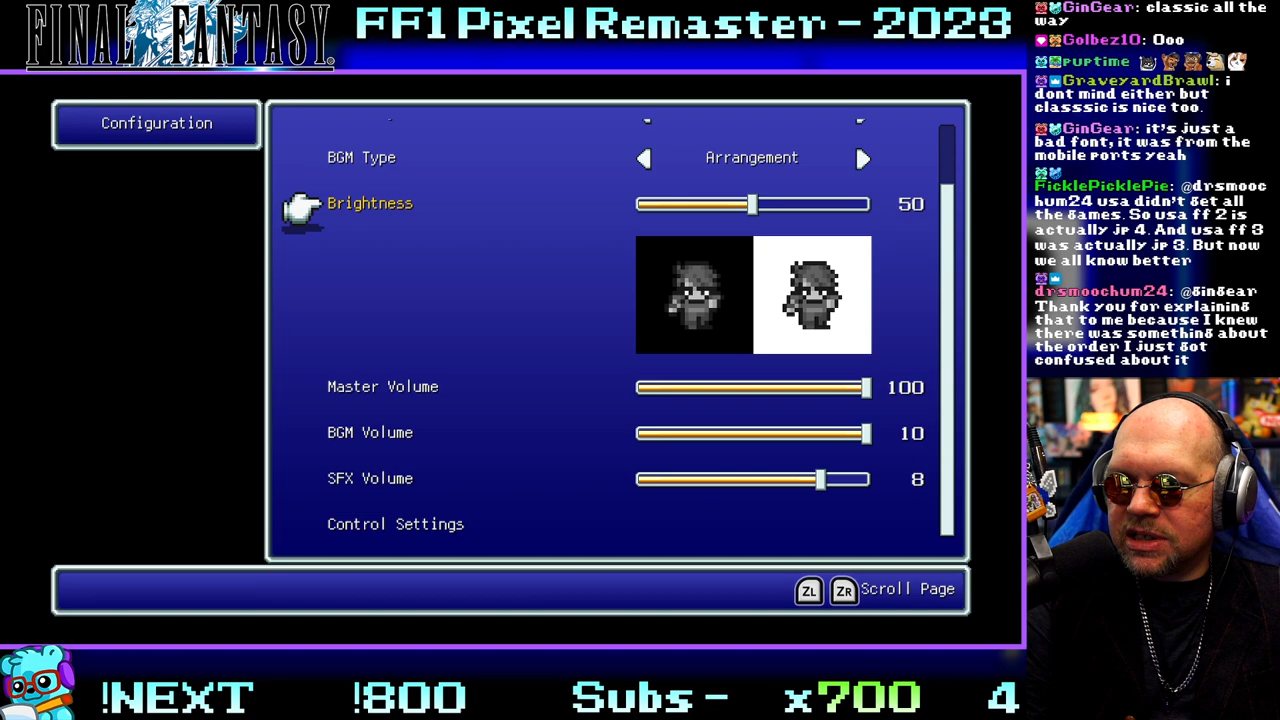 FINAL FANTASY
FF1 Pixel Remaster - 2023
Configuration
BGM Type
Arrangement
Brightness
50
Master Volume
100
BGM Volume
10
SFX Volume
8
Control Settings
ZL ZR Scroll Page
GinGear: classic all the
way
Golbez10: Ooo
puptime
GraveyardBrawl: i
dont mind either but
classsic is nice too.
GinGear: it's just a
bad font, it was from the
mobile ports yeah
FicklePicklePie: @drsmooc
hum24 usa didn't get all
the games. So usa ff 2 is
actually jp 4. And usa ff 3
was actually jp 3. But now
we all know better
drsmoochum24: @gingear
Thank you for explaining
that to me because I knew
there was something about
the order I just got
confused about it
!NEXT
!800
Subs - x700 4